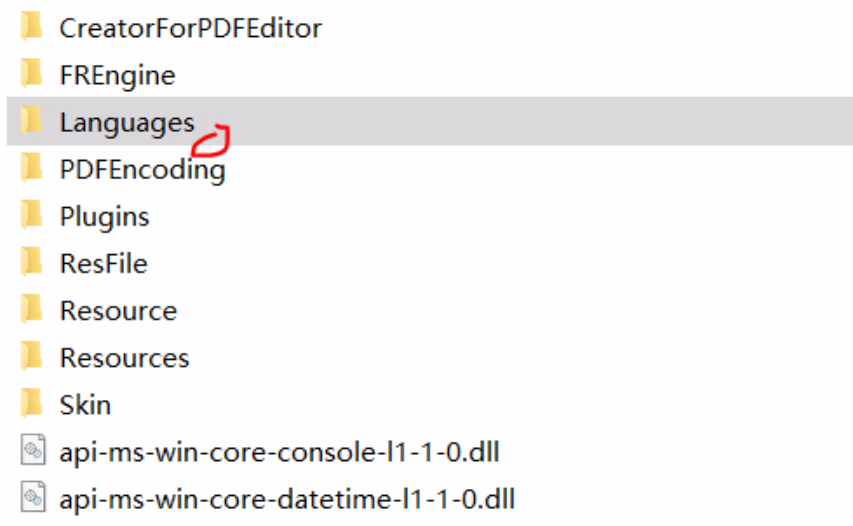 CreatorForPDFEditor
FREngine
Languages
PDFEncoding
Plugins
ResFile
Resource
Resources
Skin
api-ms-win-core-console-l1-1-0.dll
api-ms-win-core-datetime-l1-1-0.dll